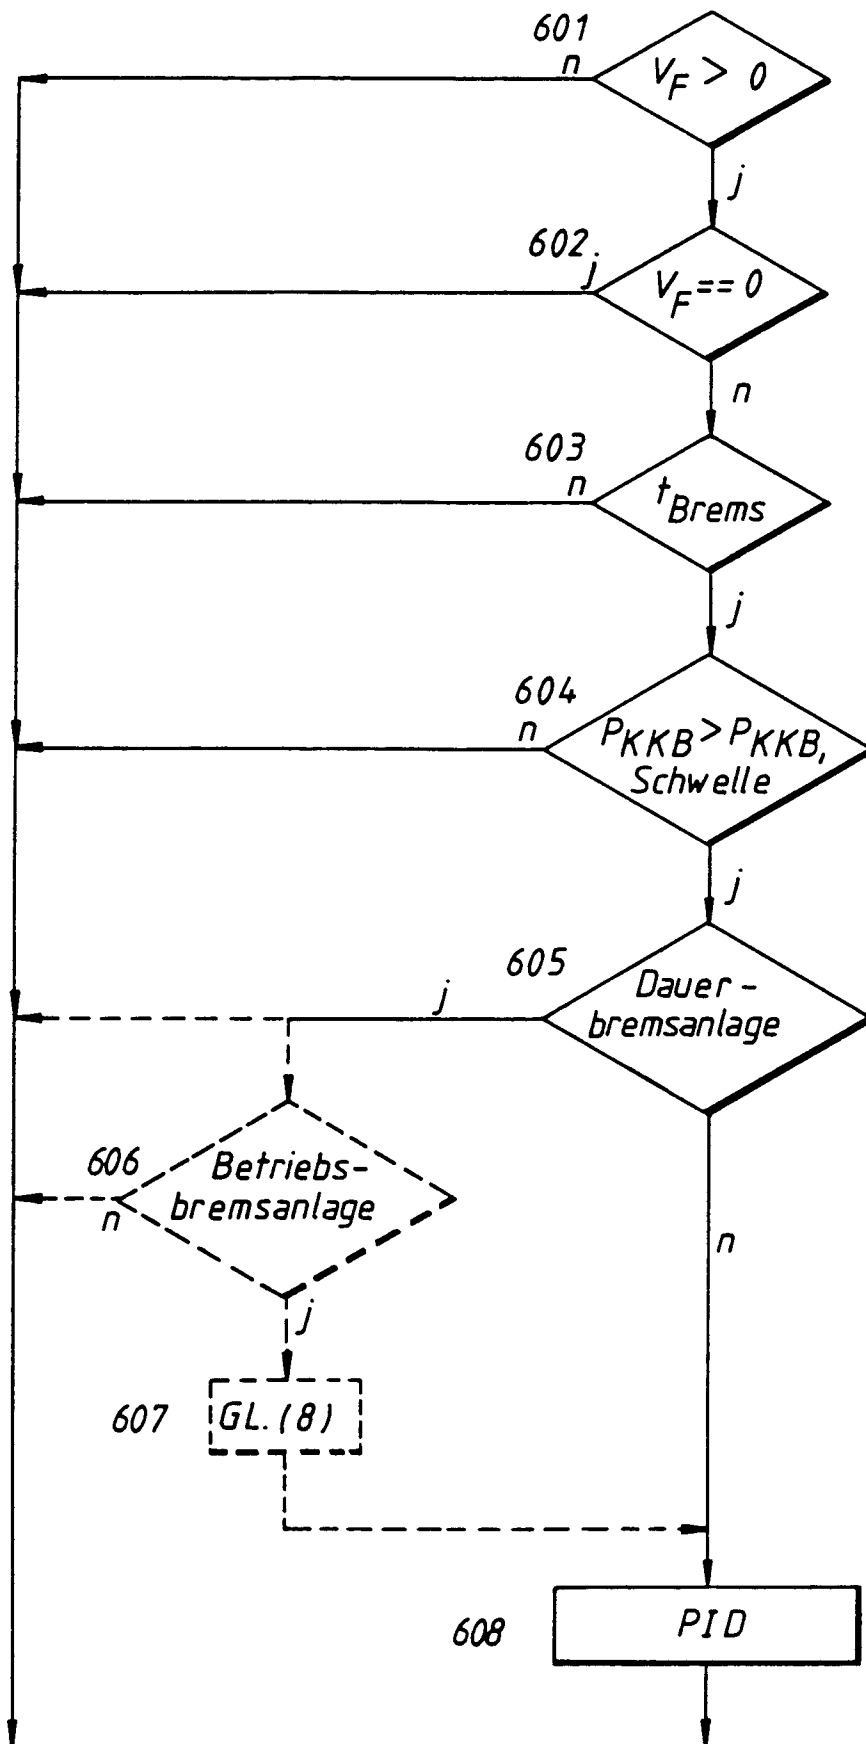 601
n
V_F > 0
j
602
j
V_F == 0
n
603
n
t_Brems
j
604
n
P_KKB > P_KKB,
Schwelle
j
605
j
Dauer-
bremsanlage
606
n
Betriebs-
bremsanlage
n
j
607
GL. (8)
608
PID